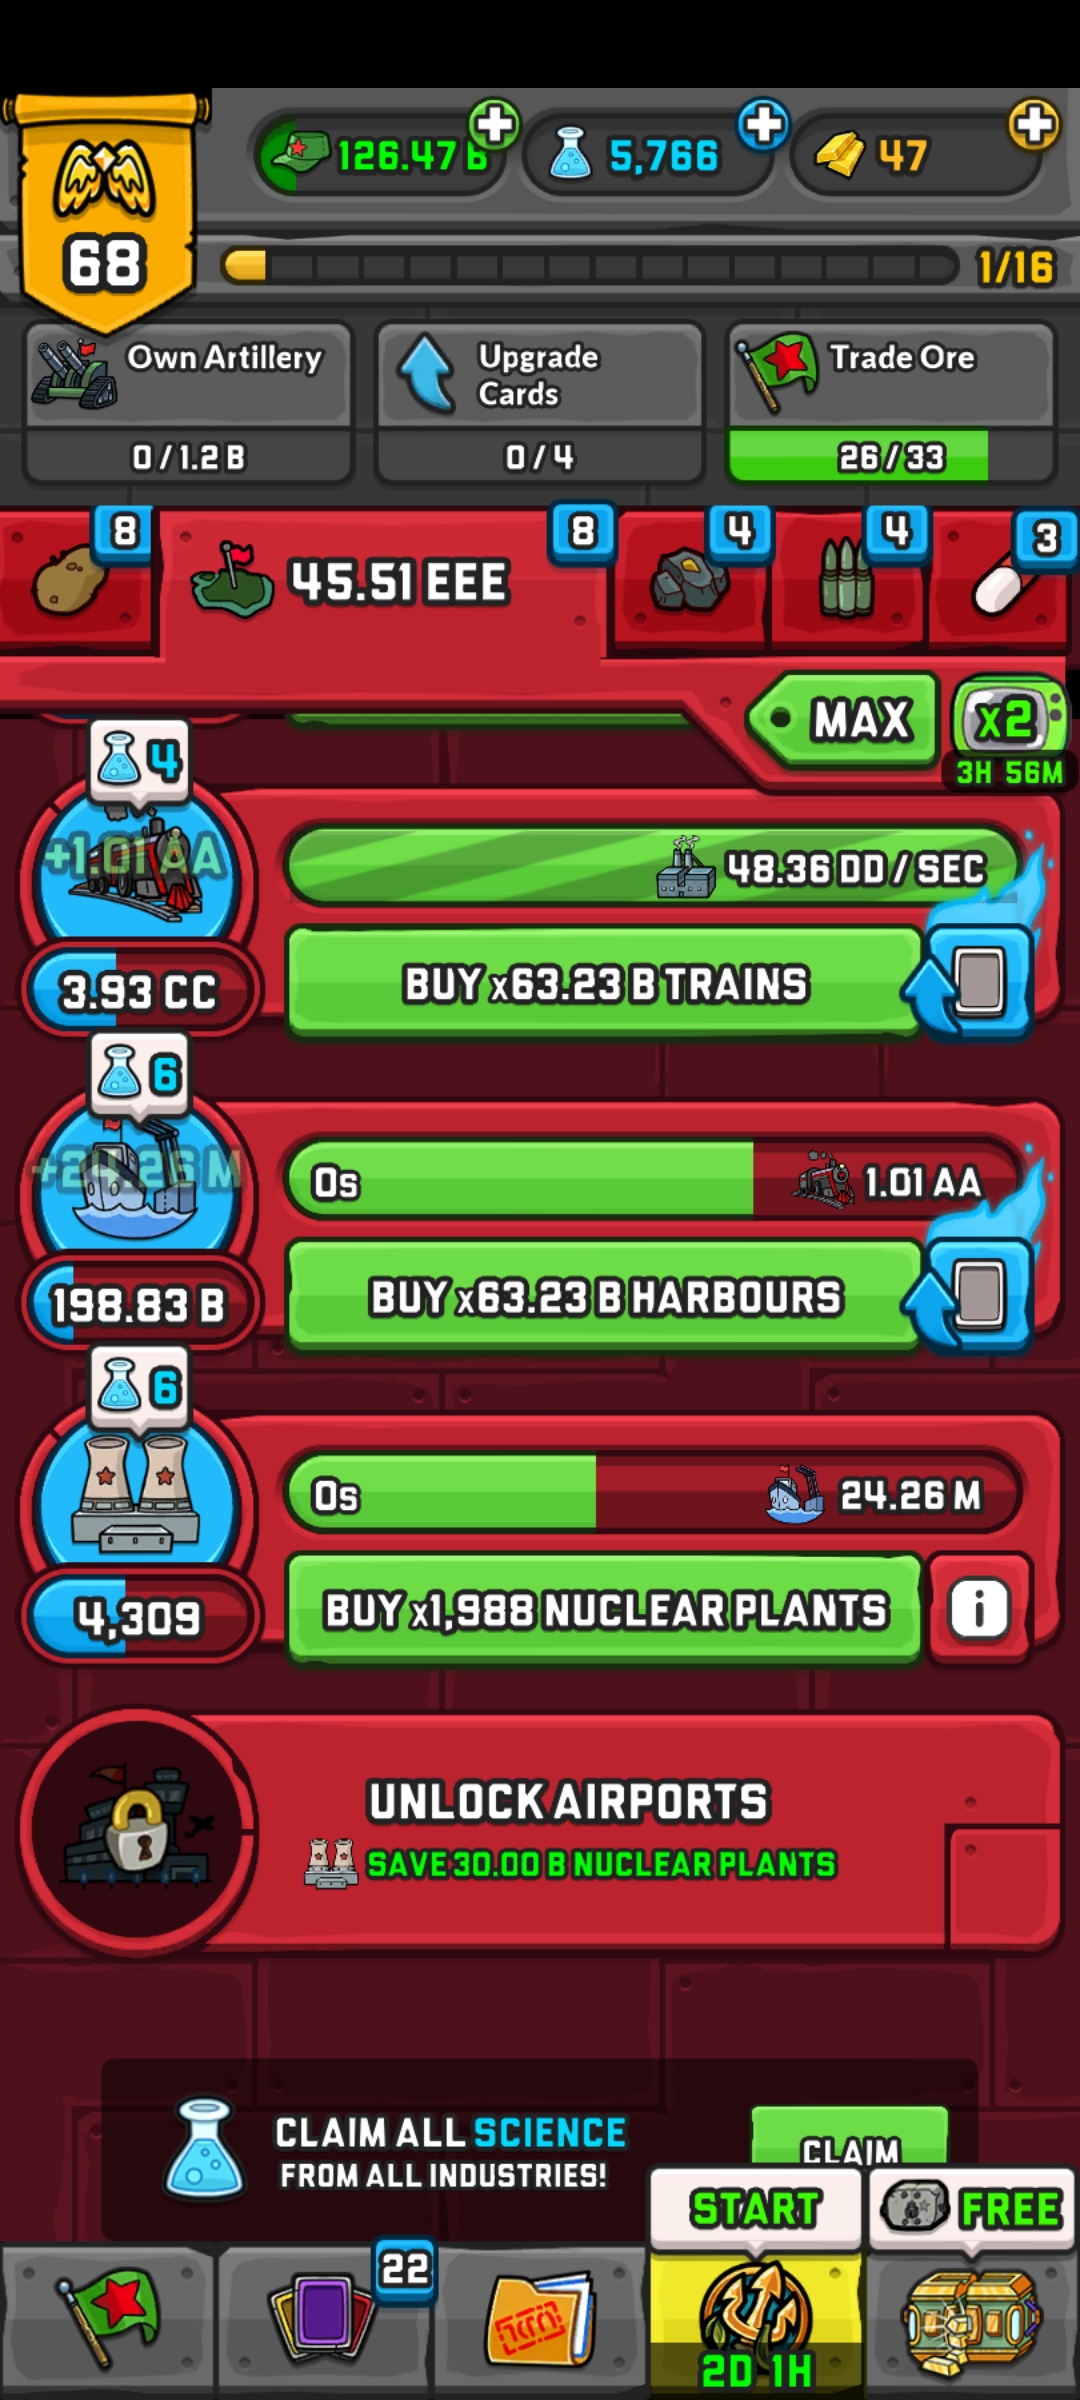 126.47 B
5,766
47
68
1/16
Own Artillery
0 / 1.2 B
Upgrade
Cards
0 / 4
Trade Ore
26 / 33
8
45.51 EEE
8
4
4
3
MAX
x2
3H 56M
4
+1.01 AA
48.36 DD / SEC
3.93 CC
BUY x63.23 B TRAINS
6
+24.26 M
0s
1.01 AA
198.83 B
BUY x63.23 B HARBOURS
6
0s
24.26 M
4,309
BUY x1,988 NUCLEAR PLANTS
i
UNLOCK AIRPORTS
SAVE 30.00 B NUCLEAR PLANTS
CLAIM ALL SCIENCE
FROM ALL INDUSTRIES!
CLAIM
START
FREE
22
2D 1H